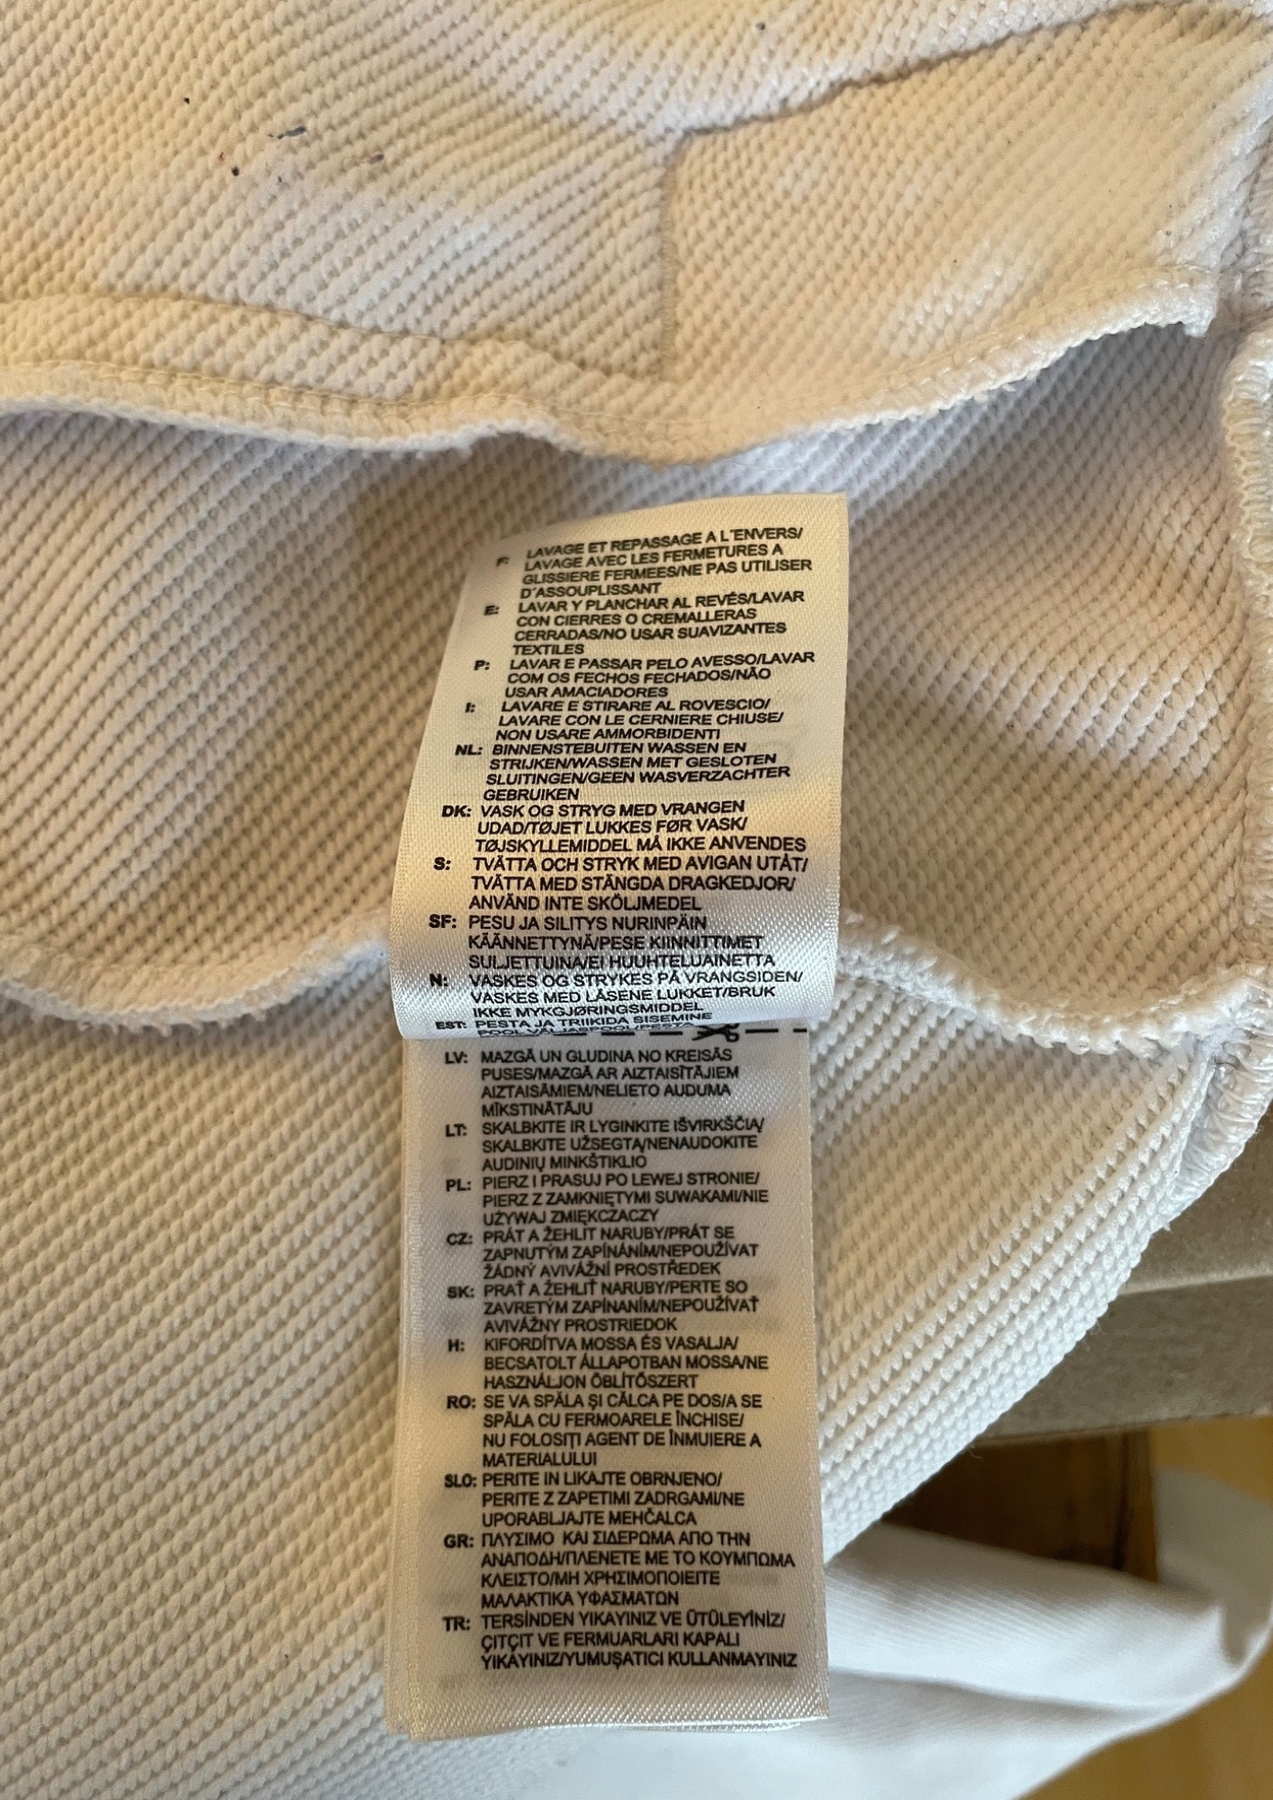 F: LAVAGE ET REPASSAGE A L´ENVERS/
LAVAGE AVEC LES FERMETURES A
GLISSIERE FERMEES/NE PAS UTILISER
D´ASSOUPLISSANT
E: LAVAR Y PLANCHAR AL REVÉS/LAVAR
CON CIERRES O CREMALLERAS
CERRADAS/NO USAR SUAVIZANTES
TEXTILES
P: LAVAR E PASSAR PELO AVESSO/LAVAR
COM OS FECHOS FECHADOS/NÃO
USAR AMACIADORES
I: LAVARE E STIRARE AL ROVESCIO/
LAVARE CON LE CERNIERE CHIUSE/
NON USARE AMMORBIDENTI
NL: BINNENSTEBUITEN WASSEN EN
STRIJKEN/WASSEN MET GESLOTEN
SLUITINGEN/GEEN WASVERZACHTER
GEBRUIKEN
DK: VASK OG STRYG MED VRANGEN
UDAD/TØJET LUKKES FØR VASK/
TØJSKYLLEMIDDEL MÅ IKKE ANVENDES
S: TVÄTTA OCH STRYK MED AVIGAN UTÅT/
TVÄTTA MED STÄNGDA DRAGKEDJOR/
ANVÄND INTE SKÖLJMEDEL
SF: PESU JA SILITYS NURINPÄIN
KÄÄNNETTYNÄ/PESE KIINNITTIMET
SULJETTUINA/EI HUUHTELUAINETTA
N: VASKES OG STRYKES PÅ VRANGSIDEN/
VASKES MED LÅSENE LUKKET/BRUK
IKKE MYKGJØRINGSMIDDEL
EST: PESTA JA TRIIKIDA SISEMINE
POOL VÄLJASPOOL/PESTA
LV: MAZGĀ UN GLUDINA NO KREISĀS
PUSES/MAZGĀ AR AIZTAISĪTĀJIEM
AIZTAISĀMIEM/NELIETO AUDUMA
MĪKSTINĀTĀJU
LT: SKALBKITE IR LYGINKITE IŠVIRKŠČIĄ/
SKALBKITE UŽSEGTĄ/NENAUDOKITE
AUDINIŲ MINKŠTIKLIO
PL: PIERZ I PRASUJ PO LEWEJ STRONIE/
PIERZ Z ZAMKNIĘTYMI SUWAKAMI/NIE
UŻYWAJ ZMIĘKCZACZY
CZ: PRÁT A ŽEHLIT NARUBY/PRÁT SE
ZAPNUTÝM ZAPÍNÁNÍM/NEPOUŽÍVAT
ŽÁDNÝ AVIVÁŽNÍ PROSTŘEDEK
SK: PRAŤ A ŽEHLIŤ NARUBY/PERTE SO
ZAVRETÝM ZAPÍNANÍM/NEPOUŽÍVAŤ
AVIVÁŽNY PROSTRIEDOK
H: KIFORDÍTVA MOSSA ÉS VASALJA/
BECSATOLT ÁLLAPOTBAN MOSSA/NE
HASZNÁLJON ÖBLÍTŐSZERT
RO: SE VA SPĂLA ŞI CĂLCA PE DOS/A SE
SPĂLA CU FERMOARELE ÎNCHISE/
NU FOLOSIŢI AGENT DE ÎNMUIERE A
MATERIALULUI
SLO: PERITE IN LIKAJTE OBRNJENO/
PERITE Z ZAPETIMI ZADRGAMI/NE
UPORABLJAJTE MEHČALCA
GR: ΠΛΥΣΙΜΟ ΚΑΙ ΣΙΔΕΡΩΜΑ ΑΠΟ ΤΗΝ
ΑΝΑΠΟΔΗ/ΠΛΕΝΕΤΕ ΜΕ ΤΟ ΚΟΥΜΠΩΜΑ
ΚΛΕΙΣΤΟ/ΜΗ ΧΡΗΣΙΜΟΠΟΙΕΙΤΕ
ΜΑΛΑΚΤΙΚΑ ΥΦΑΣΜΑΤΩΝ
TR: TERSİNDEN YIKAYINIZ VE ÜTÜLEYİNİZ/
ÇITÇIT VE FERMUARLARI KAPALI
YIKAYINIZ/YUMUŞATICI KULLANMAYINIZ